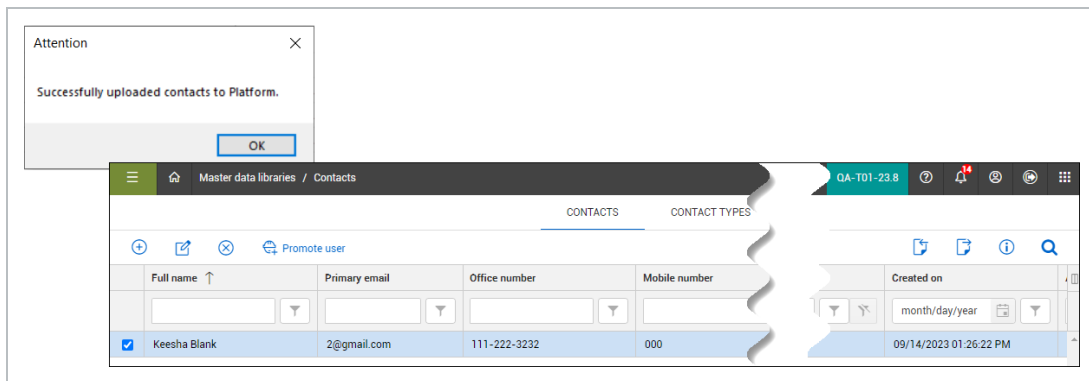 Attention
Successfully uploaded contacts to Platform.
OK
Master data libraries / Contacts
QA-T01-23.8
14
CONTACTS
CONTACT TYPES
Promote user
Full name ↑
Primary email
Office number
Mobile number
Created on
month/day/year
Keesha Blank
2@gmail.com
111-222-3232
000
09/14/2023 01:26:22 PM